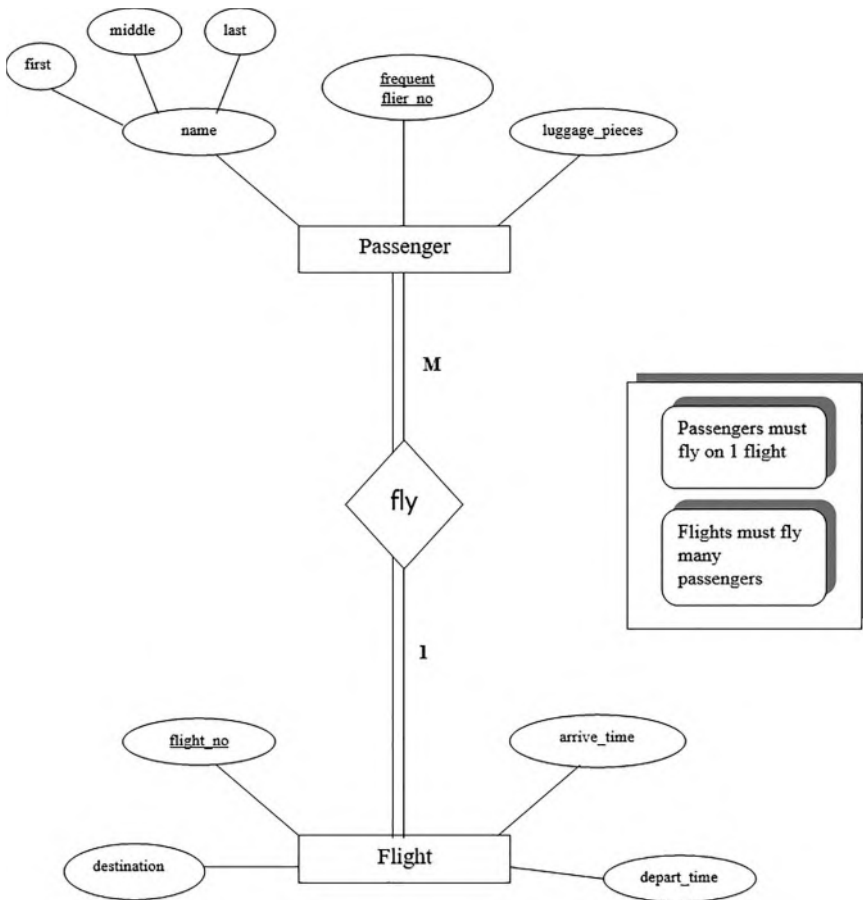 middle
last
first
name
frequent
flier_no
luggage_pieces
Passenger
M
Passengers must
fly on 1 flight
fly
Flights must fly
many
passengers
1
flight_no
arrive_time
destination
Flight
depart_time